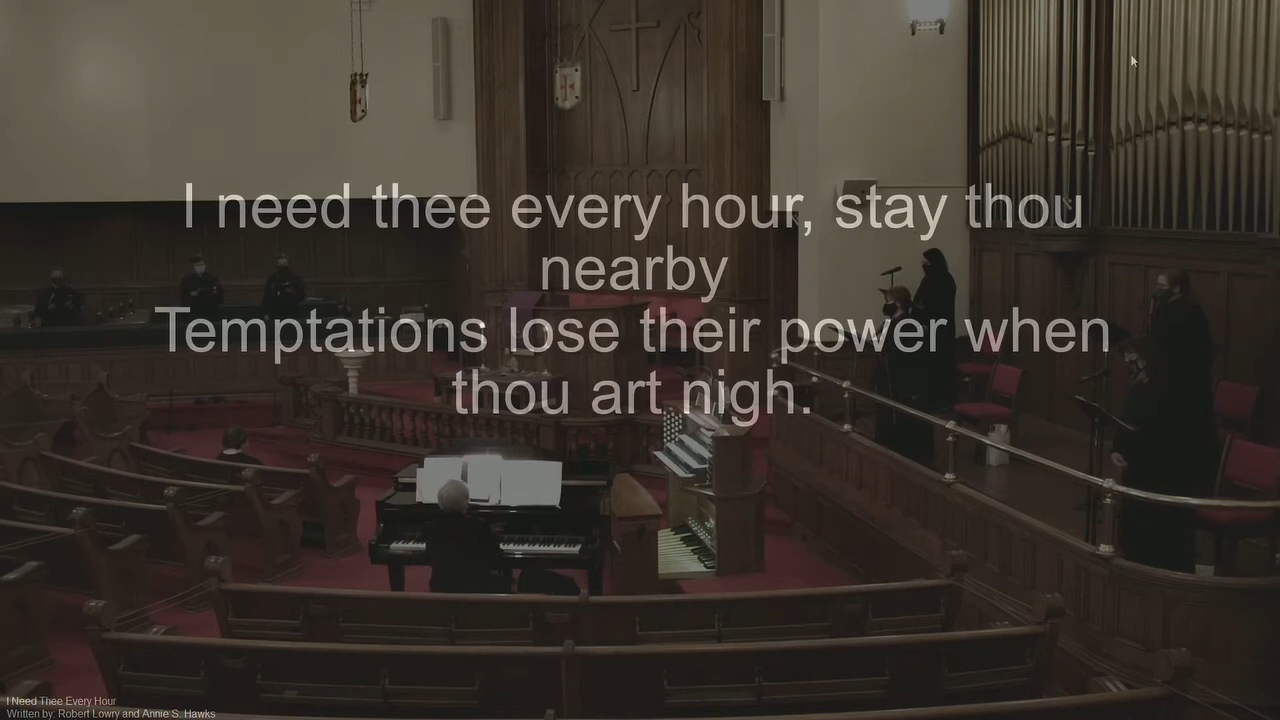 I need thee every hour, stay thou
nearby
Temptations lose their power when
thou art nigh.
I Need Thee Every Hour
Written by: Robert Lowry and Annie S. Hawks